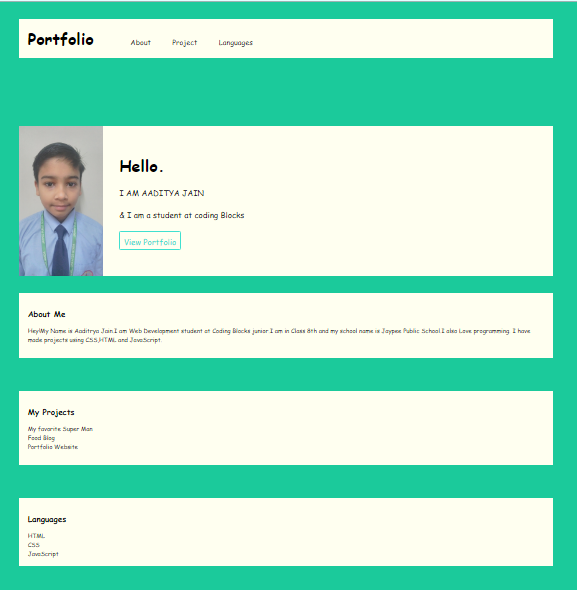 Portfolio
About Project Languages
Hello.
I AM AADITYA JAIN
& I am a student at coding Blocks
View Portfolio
About Me
Hey!My Name is Aaditrya Jain.I am Web Development student at Coding Blocks junior I am in Class 8th and my school name is Jaypee Public School.I also Love programming. I have
made projects using CSS,HTML and JavaScript
My Projects
My favorite Super Man
Food Blog
Portfolio Website
Languages
HTML
CSS
JavaScript